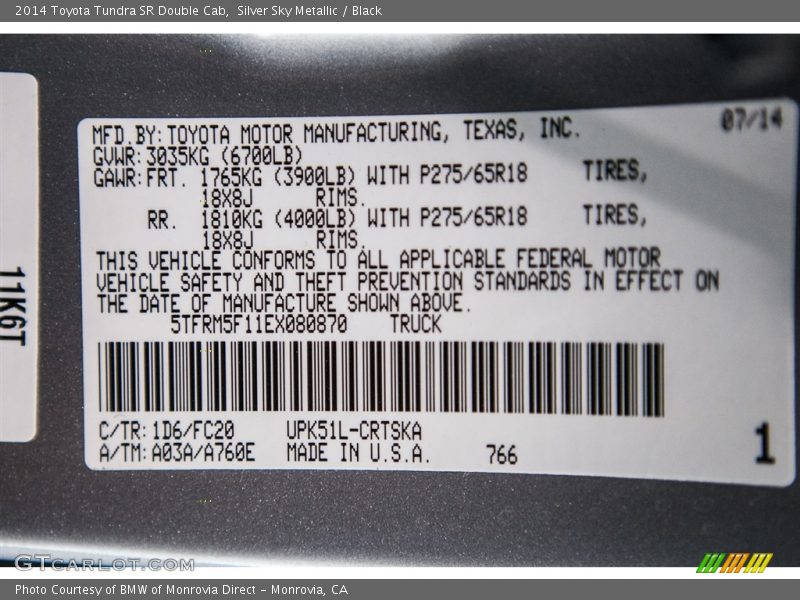 2014 Toyota Tundra SR Double Cab,  Silver Sky Metallic / Black
07/14
MFD.BY:TOYOTA MOTOR MANUFACTURING, TEXAS, INC.
GVWR:3035KG (6700LB)
GAWR:FRT. 1765KG (3900LB) WITH P275/65R18 TIRES,
18X8J RIMS.
RR. 1810KG (4000LB) WITH P275/65R18 TIRES,
18X8J RIMS.
THIS VEHICLE CONFORMS TO ALL APPLICABLE FEDERAL MOTOR
VEHICLE SAFETY AND THEFT PREVENTION STANDARDS IN EFFECT ON
THE DATE OF MANUFACTURE SHOWN ABOVE.
5TFRM5F11EX080870 TRUCK
C/TR:1D6/FC20 UPK51L-CRTSKA
A/TM:A03A/A760E MADE IN U.S.A. 766
1
11K6T
GTCARLOT.COM
Photo Courtesy of BMW of Monrovia Direct - Monrovia, CA